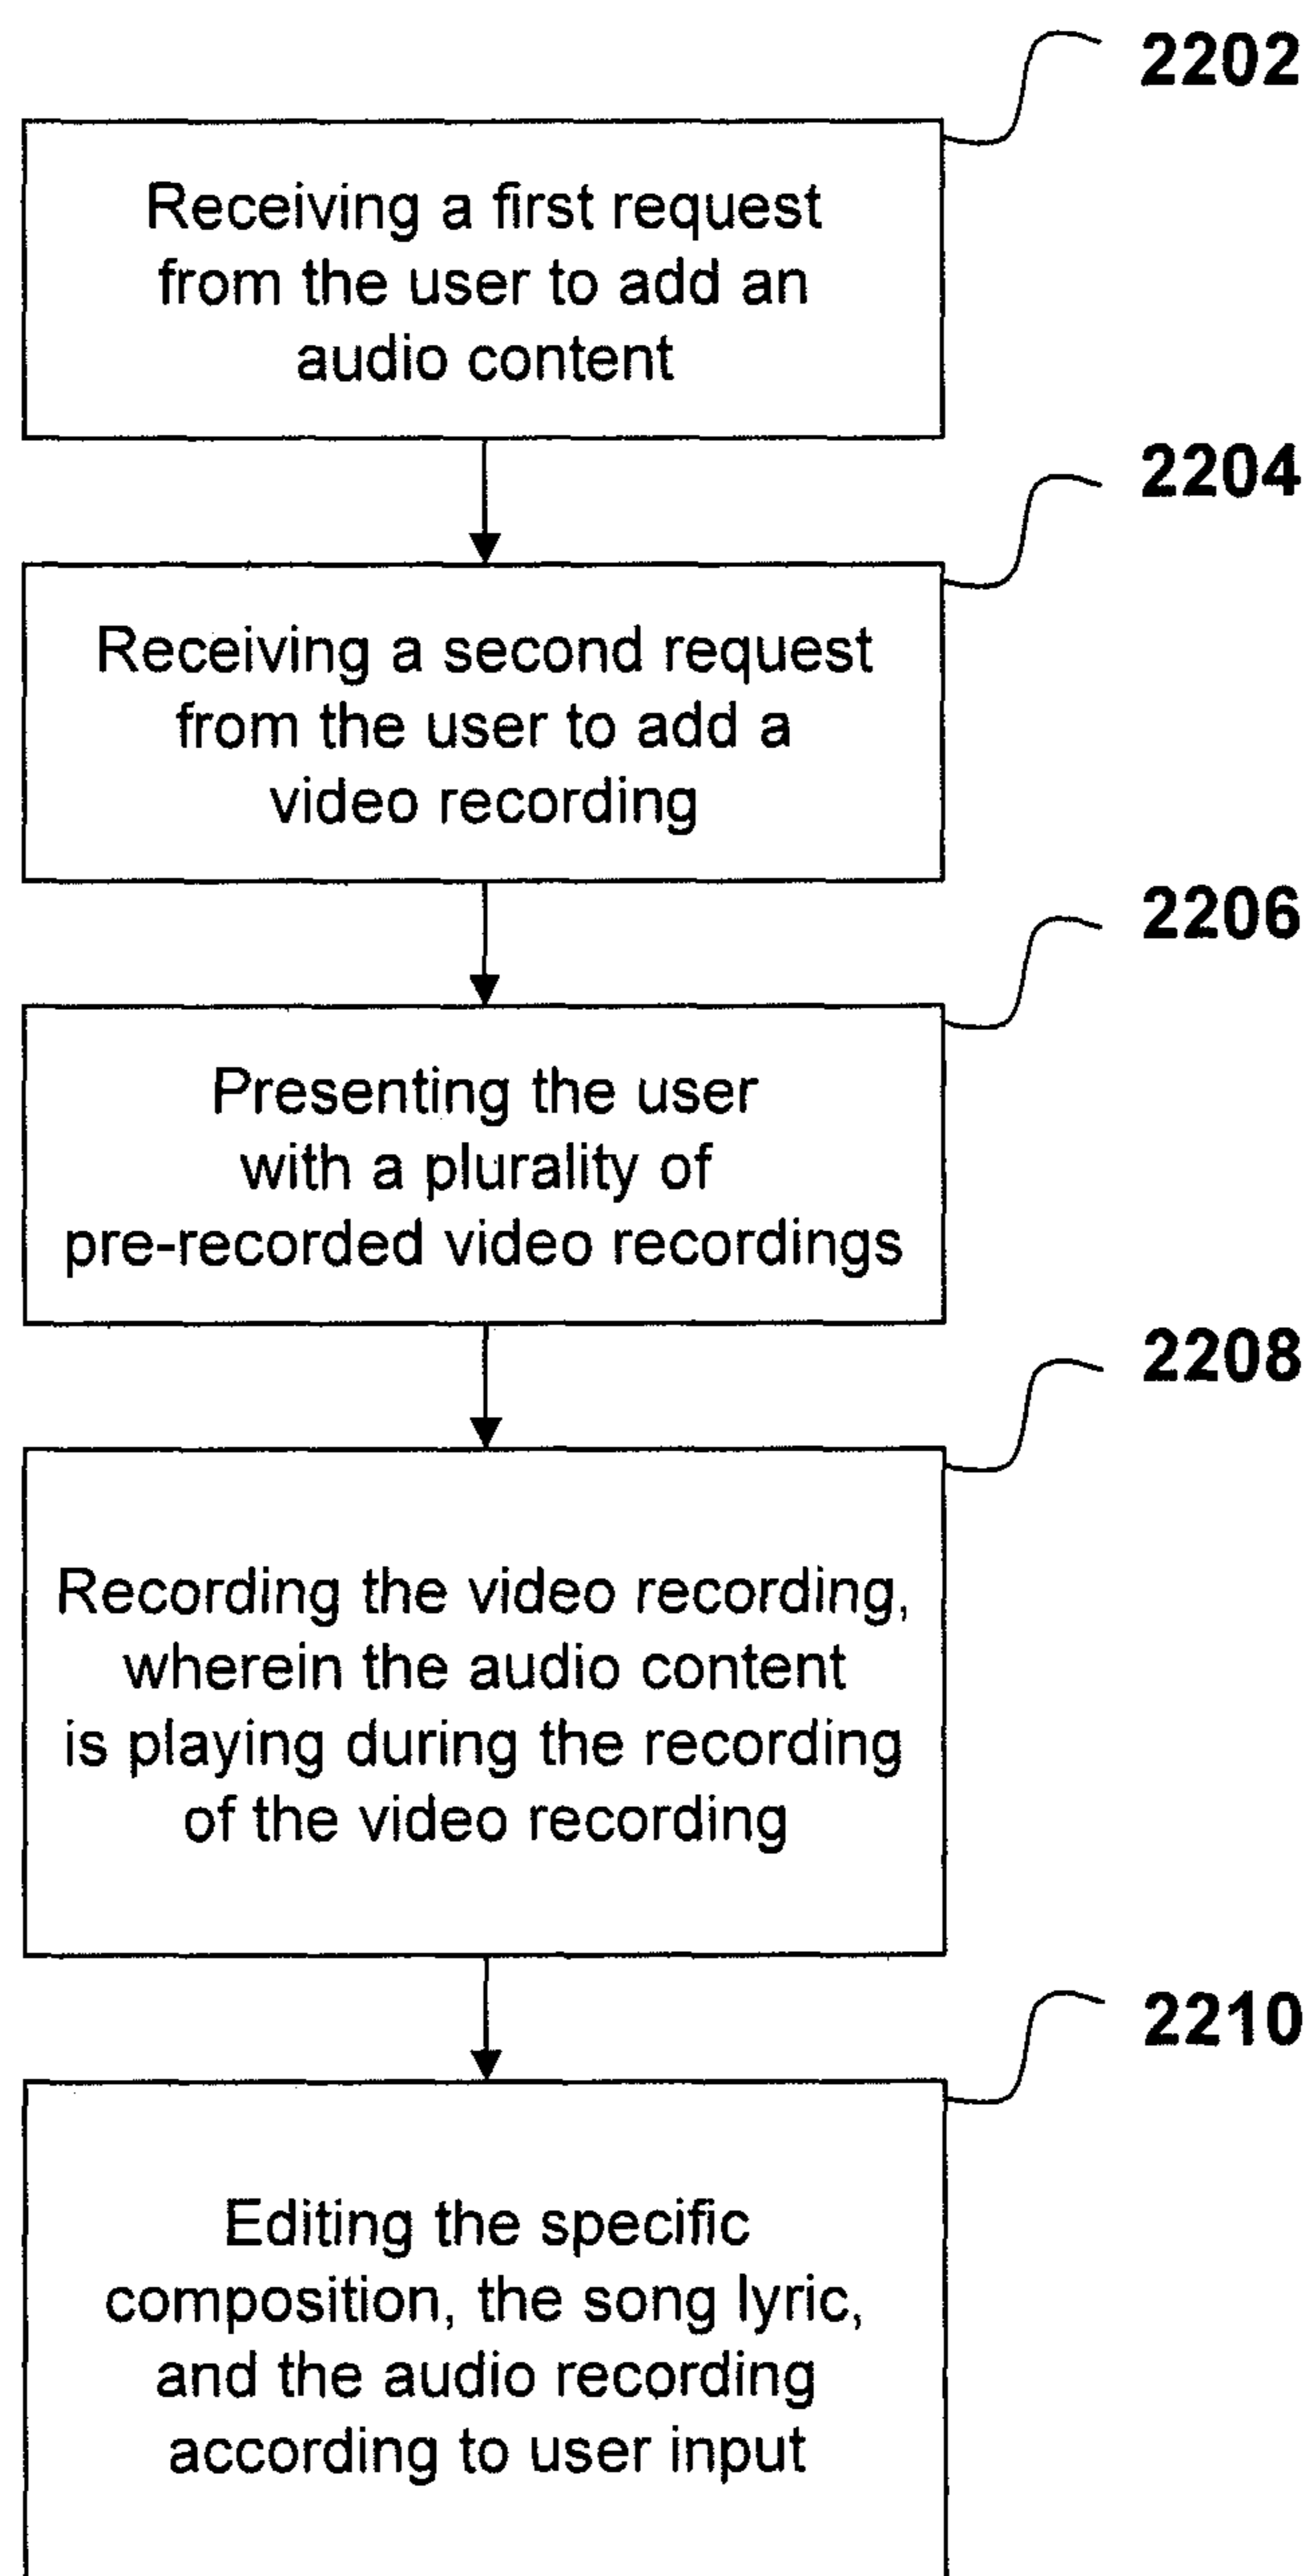 2202
Receiving a first request
from the user to add an
audio content
2204
Receiving a second request
from the user to add a
video recording
2206
Presenting the user
with a plurality of
pre-recorded video recordings
2208
Recording the video recording,
wherein the audio content
is playing during the recording
of the video recording
2210
Editing the specific
composition, the song lyric,
and the audio recording
according to user input